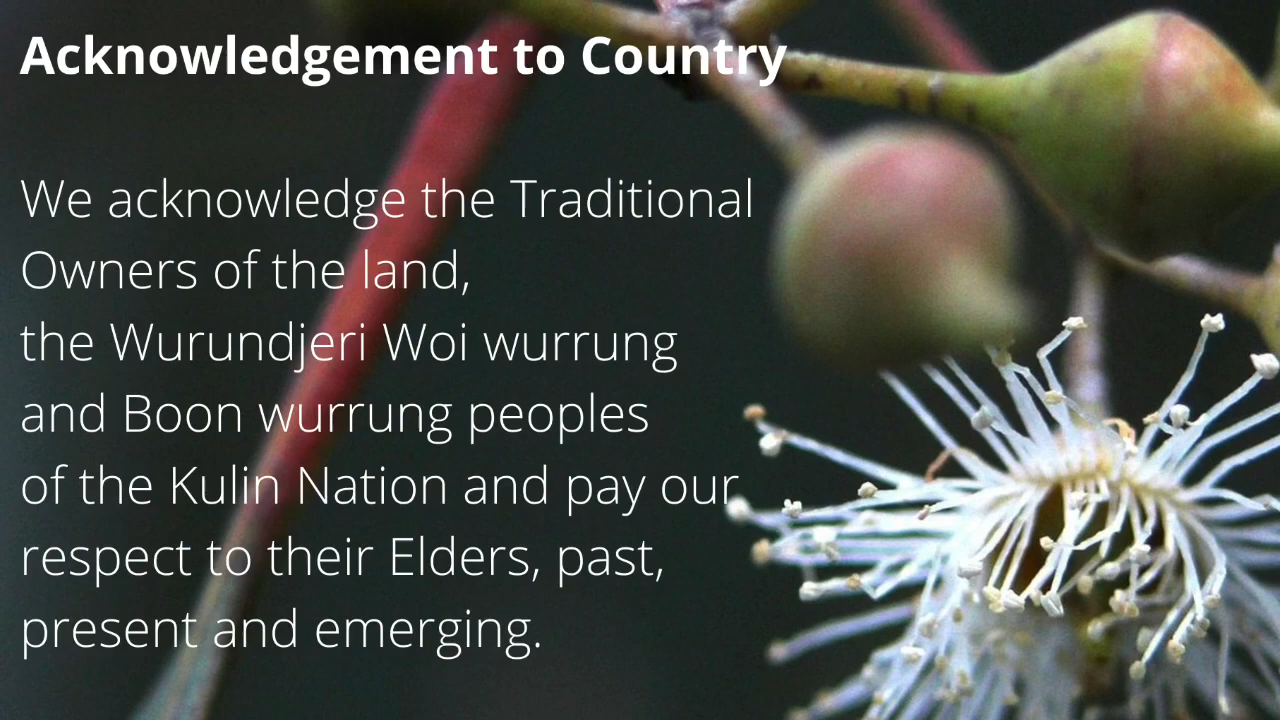 Acknowledgement to Country
We acknowledge the Traditional
Owners of the land,
the Wurundjeri Woi wurrung
and Boon wurrung peoples
of the Kulin Nation and pay our
respect to their Elders, past,
present and emerging.